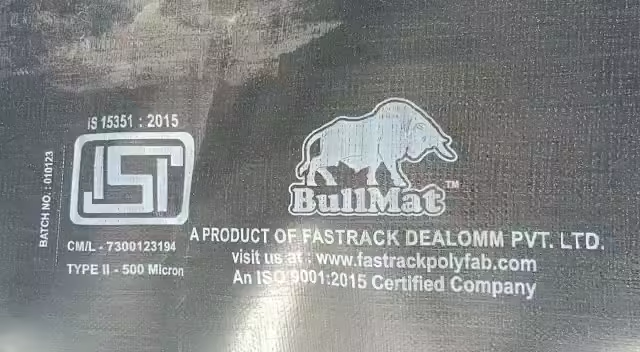 IS 15351 : 2015
BATCH NO. : 010123
CM/L - 7300123194
TYPE II - 500 Micron
BullMat™
A PRODUCT OF FASTRACK DEALOMM PVT. LTD.
visit us at : www.fastrackpolyfab.com
An ISO 9001:2015 Certified Company